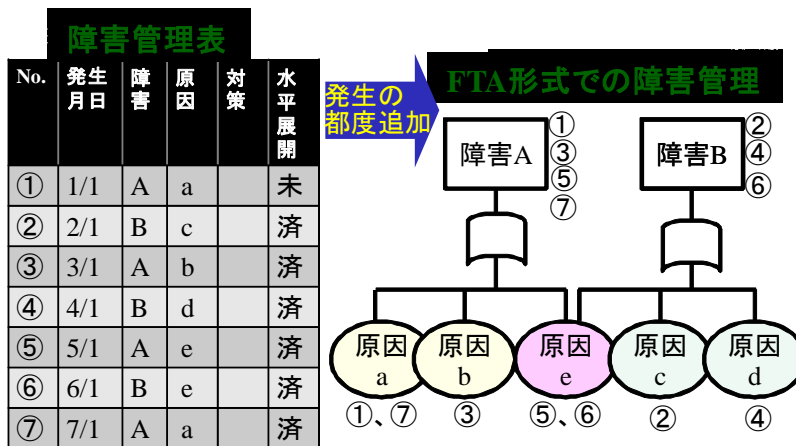 障害管理表
No. 発生月日 障害 原因 対策 水平展開
① 1/1 A a 未
② 2/1 B c 済
③ 3/1 A b 済
④ 4/1 B d 済
⑤ 5/1 A e 済
⑥ 6/1 B e 済
⑦ 7/1 A a 済
発生の
都度追加
FTA形式での障害管理
障害A
①
③
⑤
⑦
障害B
②
④
⑥
原因
a
原因
b
原因
e
原因
c
原因
d
①、⑦
③
⑤、⑥
②
④